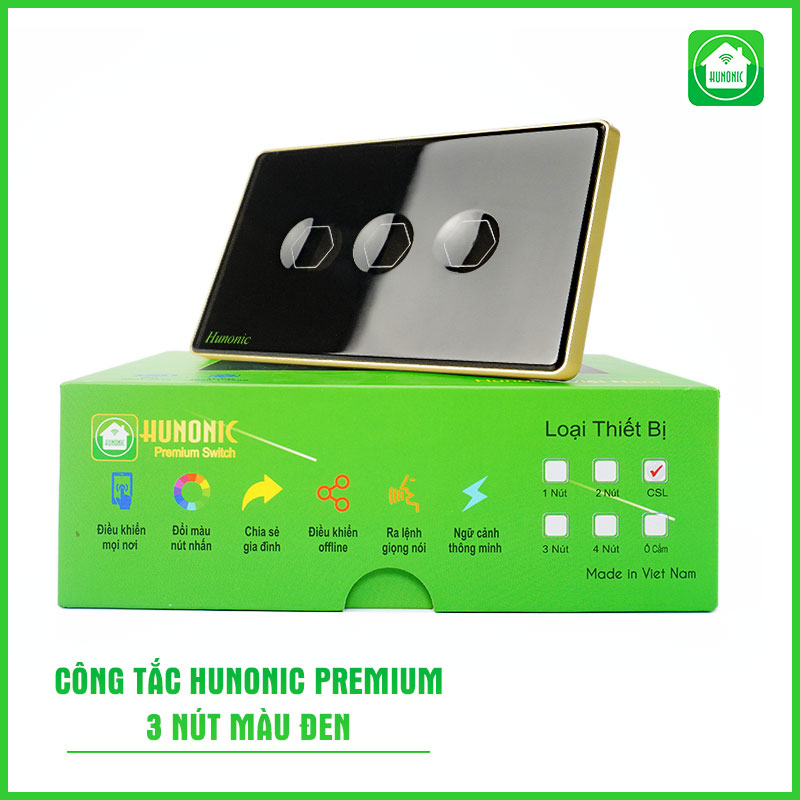 HUNONIC
Hunonic
HUNONIC
HUNONIC
Premium Switch
Loại Thiết Bị
1 Nút
2 Nút
CSL
3 Nút
4 Nút
Ổ Cắm
Điều khiển
mọi nơi
Đổi màu
nút nhấn
Chia sẻ
gia đình
Điều khiển
offline
Ra lệnh
giọng nói
Ngữ cảnh
thông minh
Made in Viet Nam
CÔNG TẮC HUNONIC PREMIUM
3 NÚT MÀU ĐEN